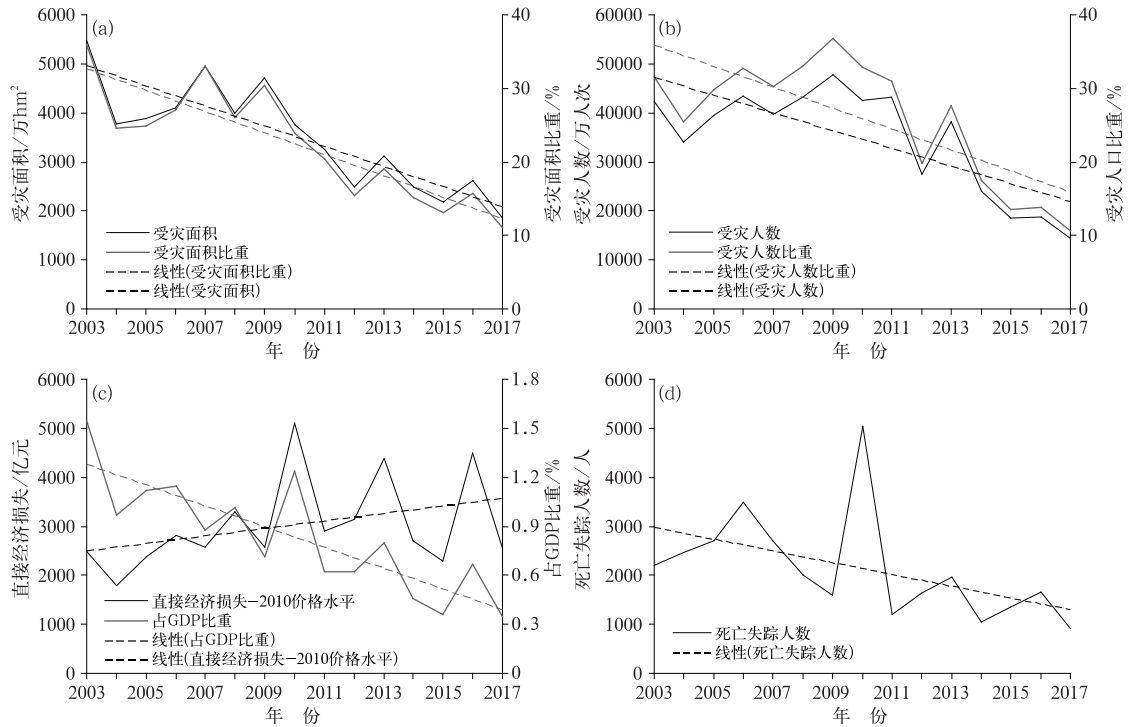 (a)
受灾面积/万hm²
受灾面积比重/%
6000
5000
4000
3000
2000
1000
0
40
30
20
10
0
受灾面积
受灾面积比重
线性(受灾面积比重)
线性(受灾面积)
2003 2005 2007 2009 2011 2013 2015 2017
年 份
(b)
受灾人数/万人次
受灾人口比重/%
60000
50000
40000
30000
20000
10000
0
40
30
20
10
0
受灾人数
受灾人数比重
线性(受灾人数比重)
线性(受灾人数)
2003 2005 2007 2009 2011 2013 2015 2017
年 份
(c)
直接经济损失/亿元
占GDP比重/%
6000
5000
4000
3000
2000
1000
0
1.8
1.5
1.2
0.9
0.6
0.3
0
直接经济损失-2010价格水平
占GDP比重
线性(占GDP比重)
线性(直接经济损失-2010价格水平)
2003 2005 2007 2009 2011 2013 2015 2017
年 份
(d)
死亡失踪人数/人
6000
5000
4000
3000
2000
1000
0
死亡失踪人数
线性(死亡失踪人数)
2003 2005 2007 2009 2011 2013 2015 2017
年 份